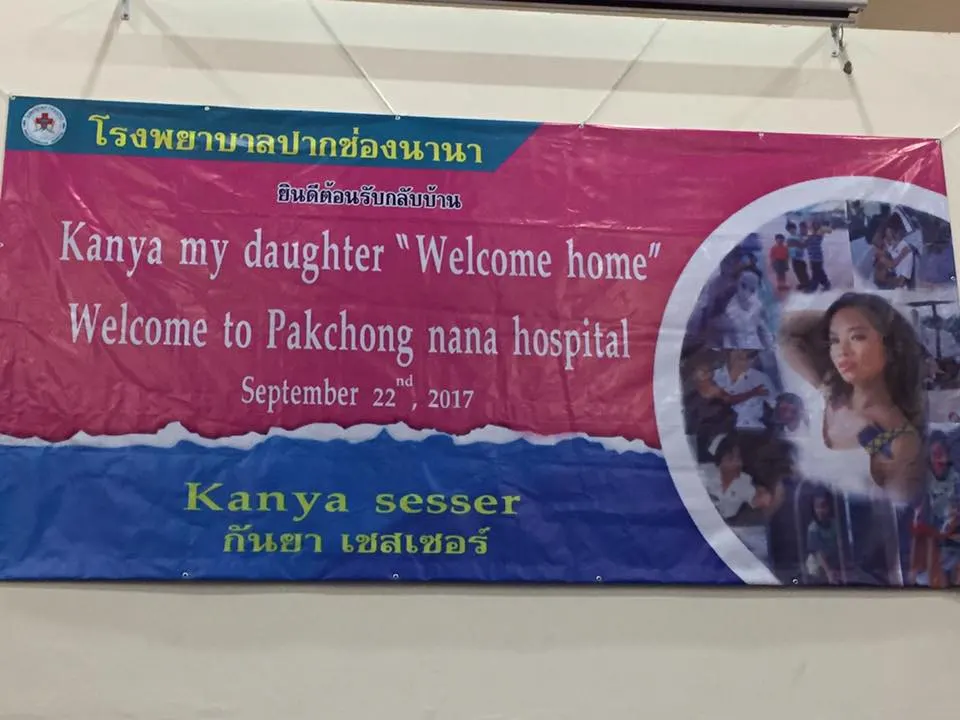 โรงพยาบาลปากช่องนานา
ยินดีต้อนรับกลับบ้าน
Kanya my daughter “Welcome home”
Welcome to Pakchong nana hospital
September 22nd, 2017
Kanya sesser
กันยา เซสเซอร์